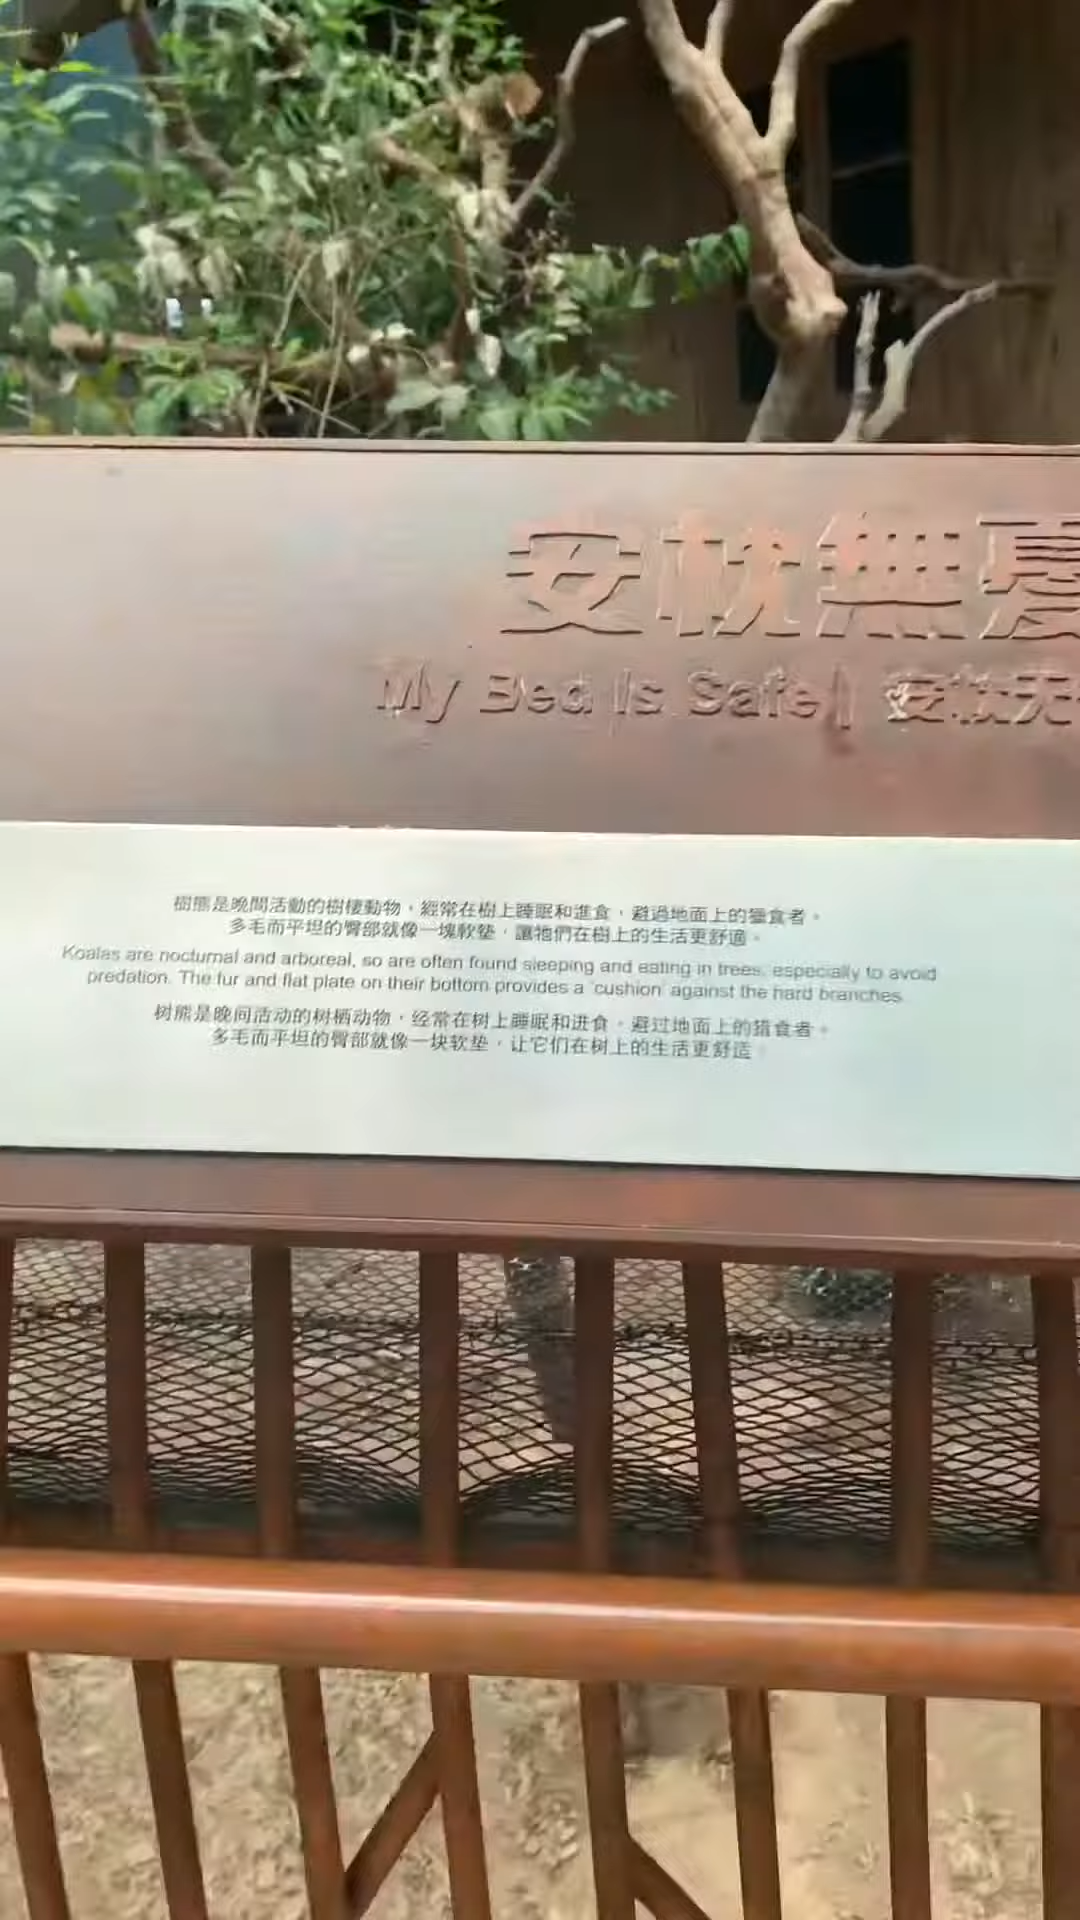 安枕無憂
My Bed Is Safe | 安枕无
樹熊是晚間活動的樹棲動物，經常在樹上睡眠和進食，避過地面上的獵食者。
多毛而平坦的臀部就像一塊軟墊，讓牠們在樹上的生活更舒適。
Koalas are nocturnal and arboreal, so are often found sleeping and eating in trees, especially to avoid
predation. The fur and flat plate on their bottom provides a 'cushion' against the hard branches.
树熊是晚间活动的树栖动物，经常在树上睡眠和进食，避过地面上的猎食者。
多毛而平坦的臀部就像一块软垫，让它们在树上的生活更舒适。